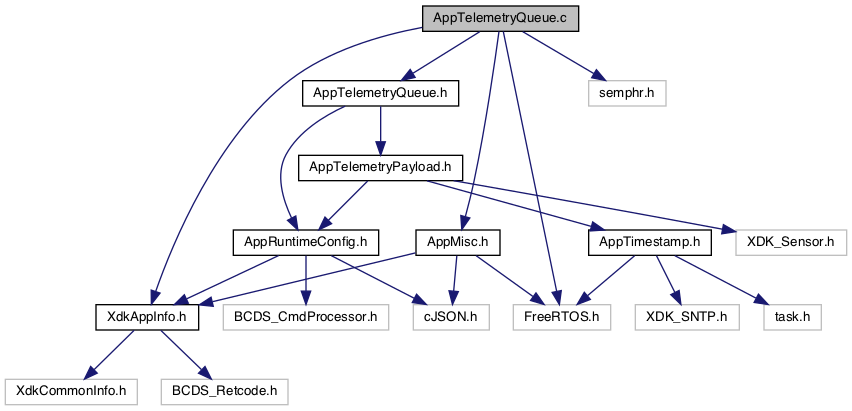 AppTelemetryQueue.c
AppTelemetryQueue.h
semphr.h
AppTelemetryPayload.h
AppRuntimeConfig.h
AppMisc.h
AppTimestamp.h
XDK_Sensor.h
XdkAppInfo.h
BCDS_CmdProcessor.h
cJSON.h
FreeRTOS.h
XDK_SNTP.h
task.h
XdkCommonInfo.h
BCDS_Retcode.h